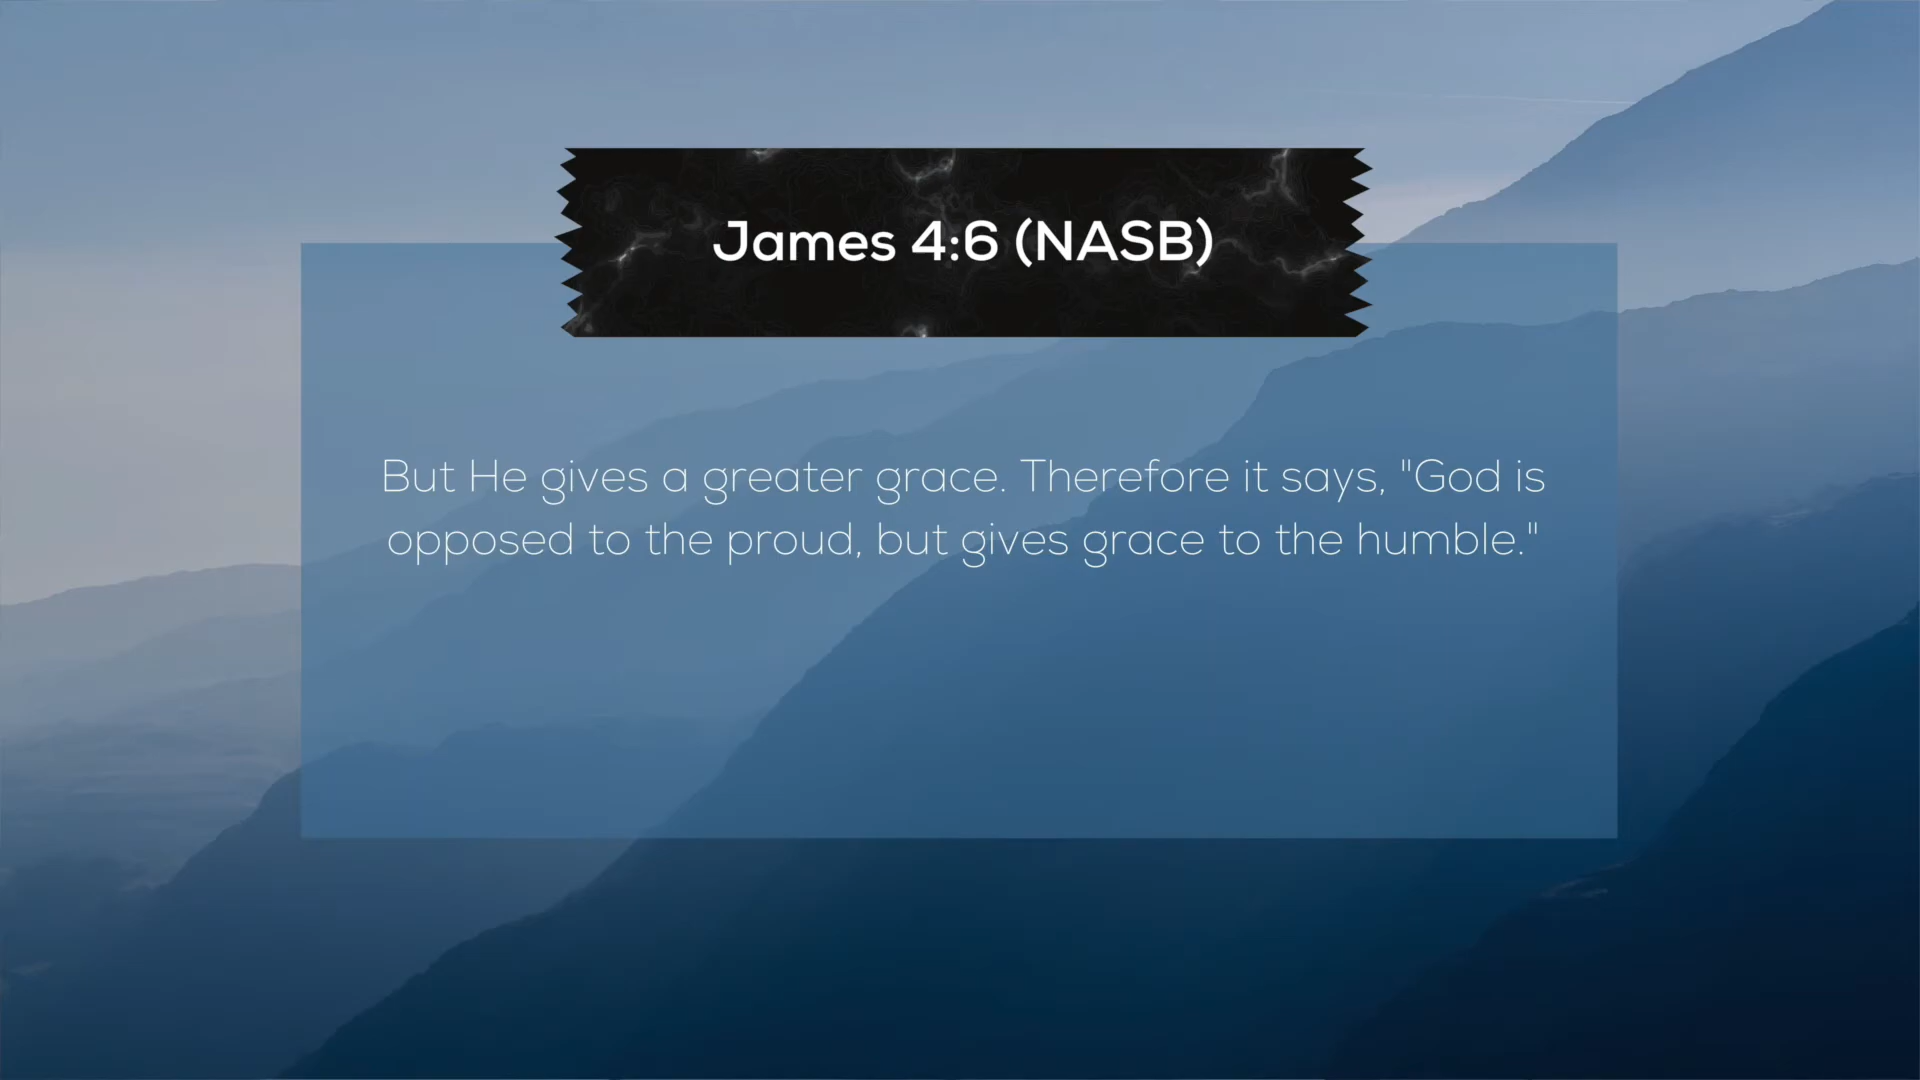 James 4:6 (NASB)
But He gives a greater grace. Therefore it says, "God is
opposed to the proud, but gives grace to the humble."